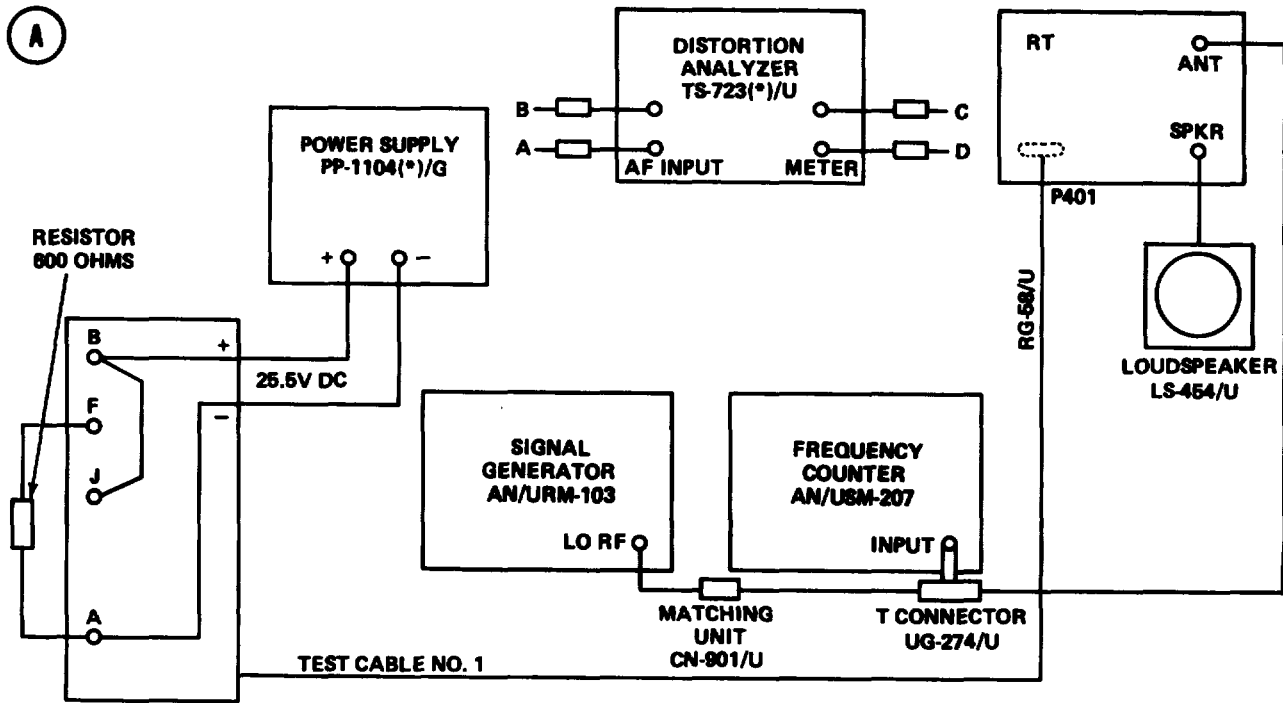 A
DISTORTION
ANALYZER
TS-723(*)/U
B
A
AF INPUT
METER
C
D
RT
ANT
SPKR
P401
POWER SUPPLY
PP-1104(*)/G
+
−
RESISTOR
600 OHMS
B
F
J
A
+
−
25.5V DC
RG-58/U
LOUDSPEAKER
LS-454/U
SIGNAL
GENERATOR
AN/URM-103
LO RF
FREQUENCY
COUNTER
AN/USM-207
INPUT
MATCHING
UNIT
CN-901/U
T CONNECTOR
UG-274/U
TEST CABLE NO. 1